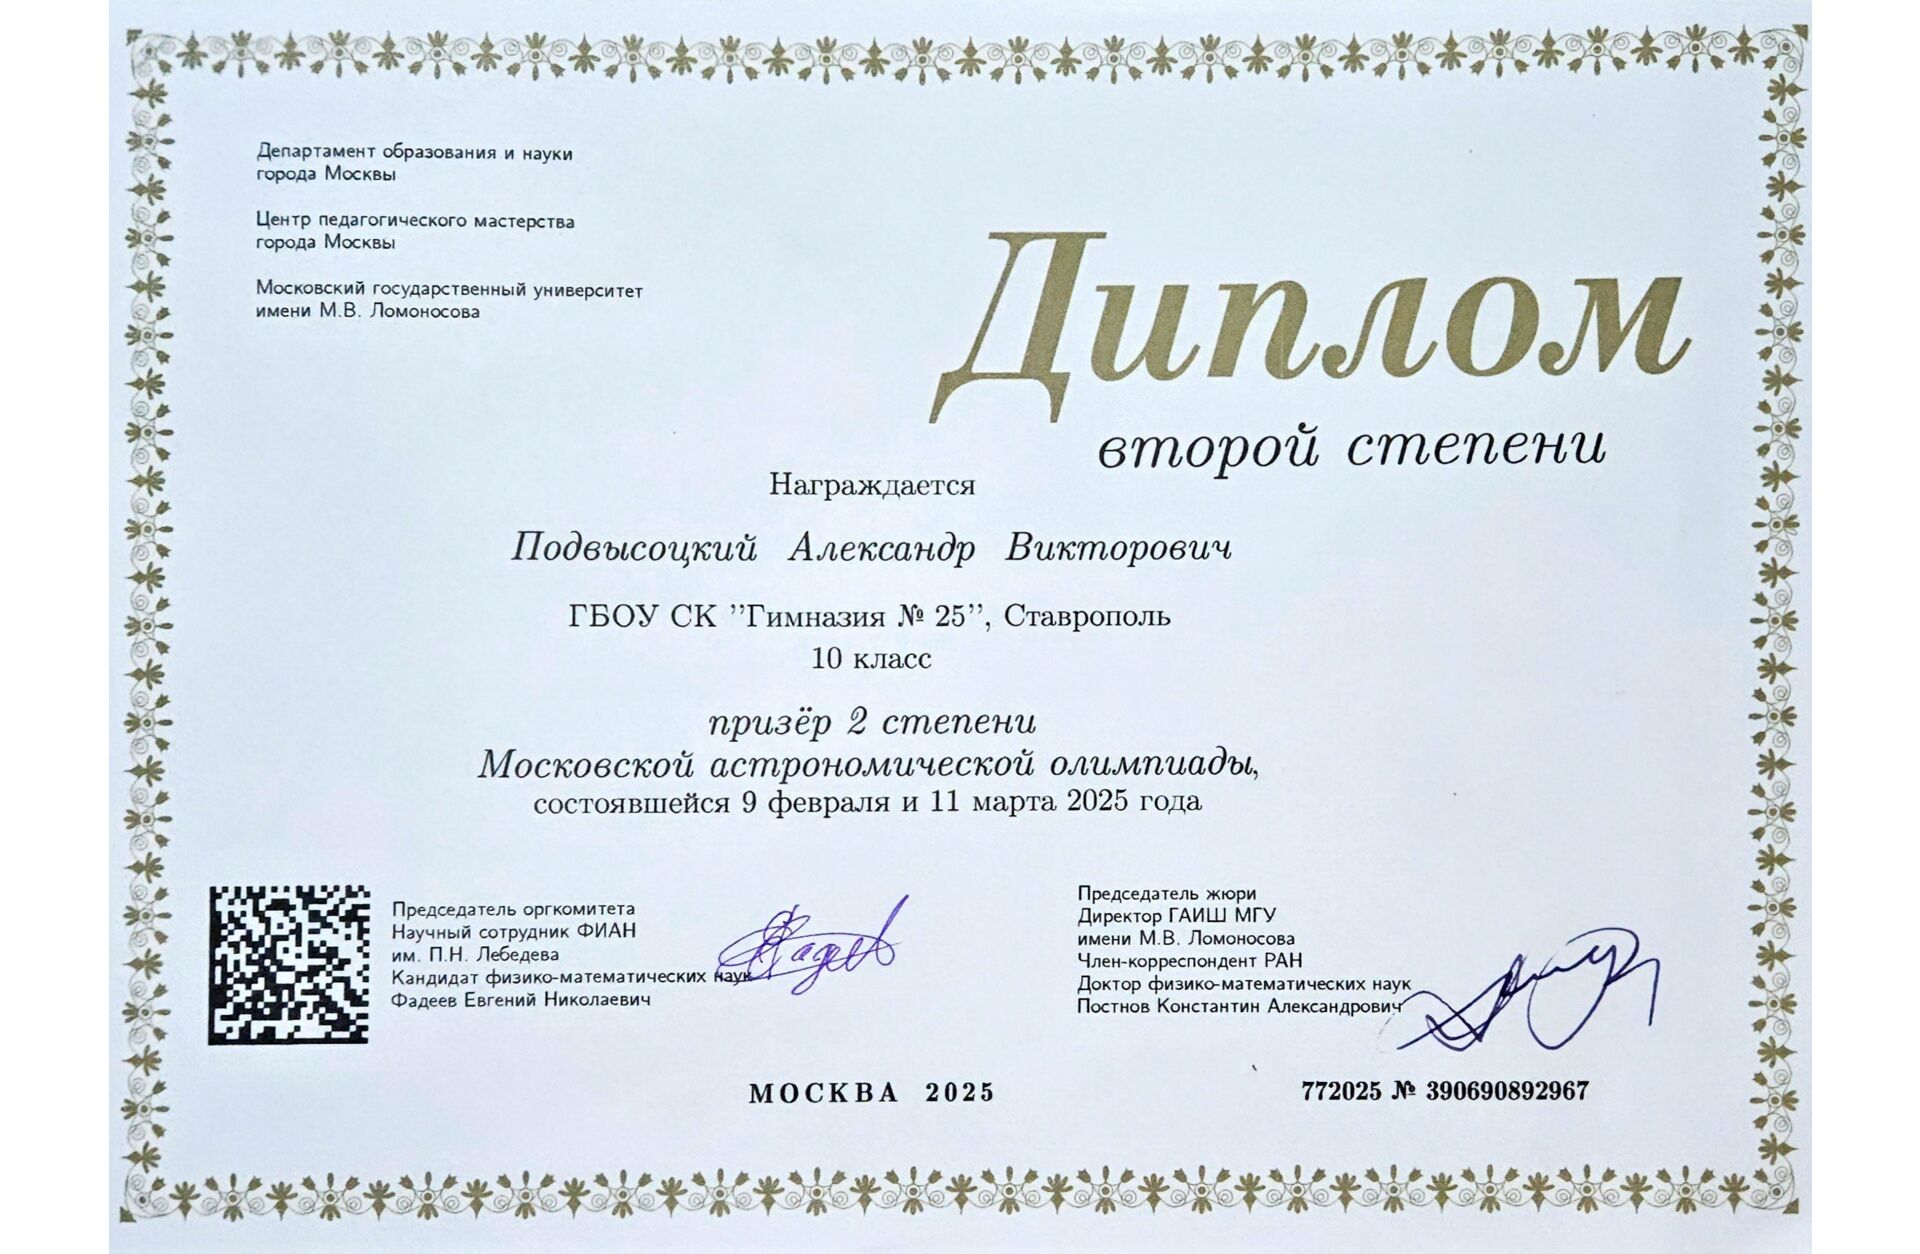 Департамент образования и науки
города Москвы
Центр педагогического мастерства
города Москвы
Московский государственный университет
имени М.В. Ломоносова
Диплом
второй степени
Награждается
Подвысоцкий Александр Викторович
ГБОУ СК ”Гимназия № 25”, Ставрополь
10 класс
призёр 2 степени
Московской астрономической олимпиады,
состоявшейся 9 февраля и 11 марта 2025 года
Председатель оргкомитета
Научный сотрудник ФИАН
им. П.Н. Лебедева
Кандидат физико-математических наук
Фадеев Евгений Николаевич
Председатель жюри
Директор ГАИШ МГУ
имени М.В. Ломоносова
Член-корреспондент РАН
Доктор физико-математических наук
Постнов Константин Александрович
МОСКВА 2025
772025 № 390690892967